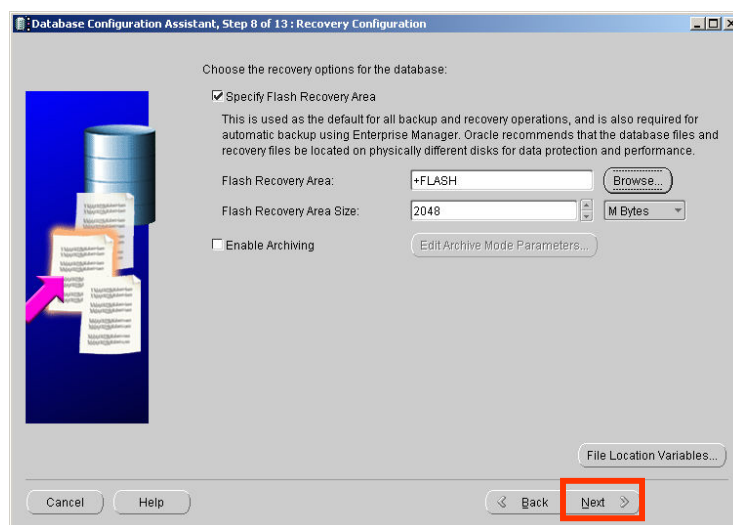 Database Configuration Assistant, Step 8 of 13 : Recovery Configuration
Choose the recovery options for the database:
Specify Flash Recovery Area
This is used as the default for all backup and recovery operations, and is also required for
automatic backup using Enterprise Manager. Oracle recommends that the database files and
recovery files be located on physically different disks for data protection and performance.
Flash Recovery Area: +FLASH Browse...
Flash Recovery Area Size: 2048 M Bytes
Enable Archiving Edit Archive Mode Parameters...
File Location Variables...
Cancel Help Back Next